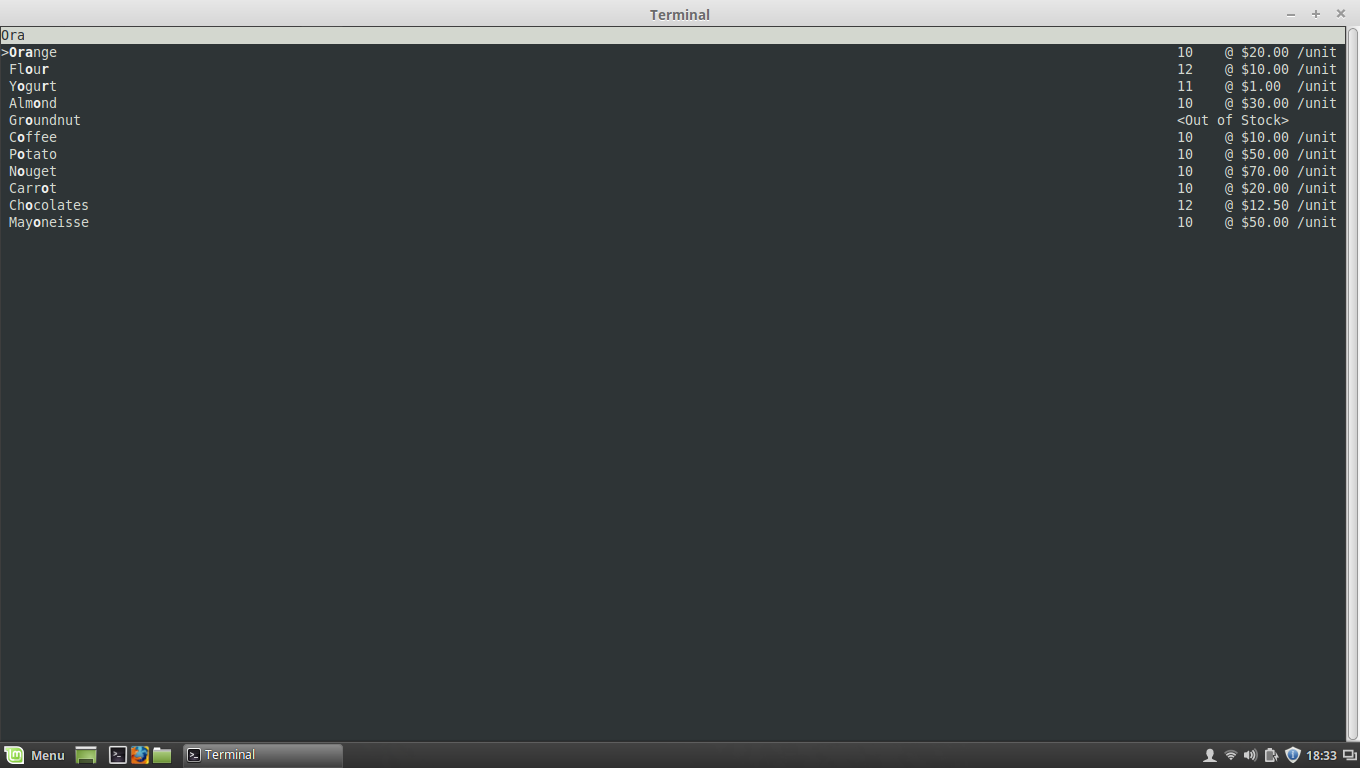 Terminal
Ora
>Orange 10 @ $20.00 /unit
Flour 12 @ $10.00 /unit
Yogurt 11 @ $1.00 /unit
Almond 10 @ $30.00 /unit
Groundnut <Out of Stock>
Coffee 10 @ $10.00 /unit
Potato 10 @ $50.00 /unit
Nouget 10 @ $70.00 /unit
Carrot 10 @ $20.00 /unit
Chocolates 12 @ $12.50 /unit
Mayoneisse 10 @ $50.00 /unit
Menu Terminal 18:33